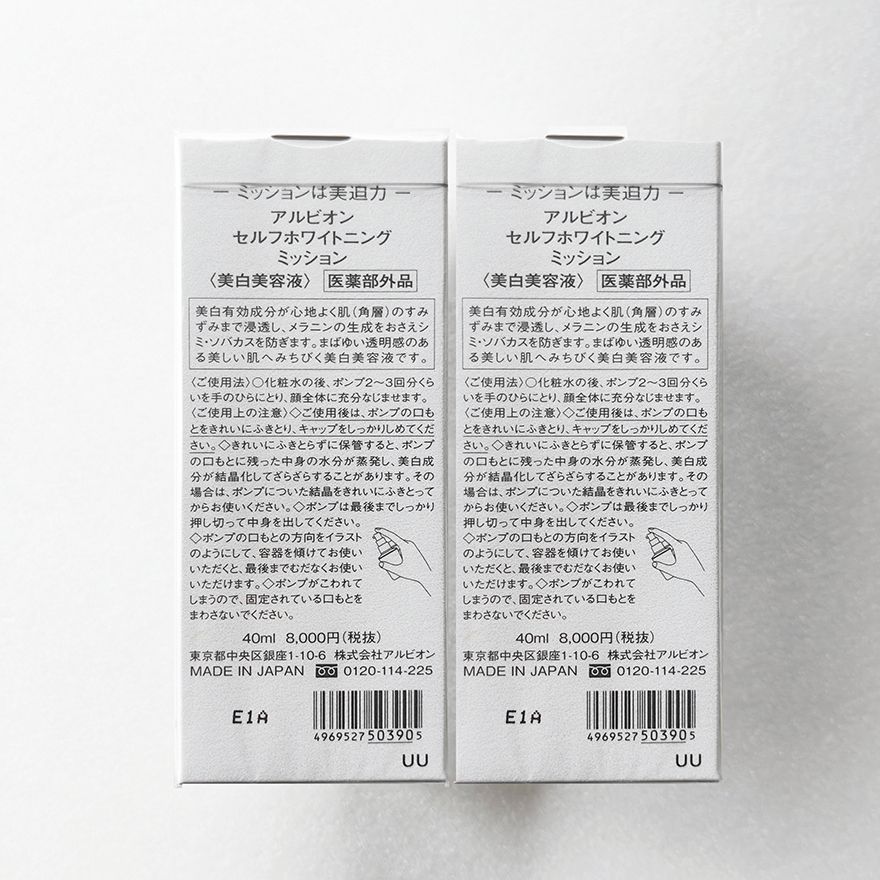 ― ミッションは美迫力 ―
アルビオン
セルフホワイトニング
ミッション
〈美白美容液〉 医薬部外品
美白有効成分が心地よく肌(角層)のすみ
ずみまで浸透し、メラニンの生成をおさえシ
ミ・ソバカスを防ぎます。まばゆい透明感のあ
る美しい肌へみちびく美白美容液です。
〈ご使用法〉○化粧水の後、ポンプ2〜3回分くら
いを手のひらにとり、顔全体に充分なじませます。
〈ご使用上の注意〉◇ご使用後は、ポンプの口も
とをきれいにふきとり、キャップをしっかりしめてくだ
さい。◇きれいにふきとらずに保管すると、ポンプ
の口もとに残った中身の水分が蒸発し、美白成
分が結晶化してざらざらすることがあります。その
場合は、ポンプについた結晶をきれいにふきとって
からお使いください。◇ポンプは最後までしっかり
押し切って中身を出してください。
◇ポンプの口もとの方向をイラスト
のようにして、容器を傾けてお使い
いただくと、最後までむだなくお使い
いただけます。◇ポンプがこわれて
しまうので、固定されている口もとを
まわさないでください。
40ml 8,000円(税抜)
東京都中央区銀座1-10-6 株式会社アルビオン
MADE IN JAPAN 0120-114-225
E1A
4969527503905
UU
― ミッションは美迫力 ―
アルビオン
セルフホワイトニング
ミッション
〈美白美容液〉 医薬部外品
美白有効成分が心地よく肌(角層)のすみ
ずみまで浸透し、メラニンの生成をおさえシ
ミ・ソバカスを防ぎます。まばゆい透明感のあ
る美しい肌へみちびく美白美容液です。
〈ご使用法〉○化粧水の後、ポンプ2〜3回分くら
いを手のひらにとり、顔全体に充分なじませます。
〈ご使用上の注意〉◇ご使用後は、ポンプの口も
とをきれいにふきとり、キャップをしっかりしめてくだ
さい。◇きれいにふきとらずに保管すると、ポンプ
の口もとに残った中身の水分が蒸発し、美白成
分が結晶化してざらざらすることがあります。その
場合は、ポンプについた結晶をきれいにふきとって
からお使いください。◇ポンプは最後までしっかり
押し切って中身を出してください。
◇ポンプの口もとの方向をイラスト
のようにして、容器を傾けてお使い
いただくと、最後までむだなくお使い
いただけます。◇ポンプがこわれて
しまうので、固定されている口もとを
まわさないでください。
40ml 8,000円(税抜)
東京都中央区銀座1-10-6 株式会社アルビオン
MADE IN JAPAN 0120-114-225
E1A
4969527503905
UU